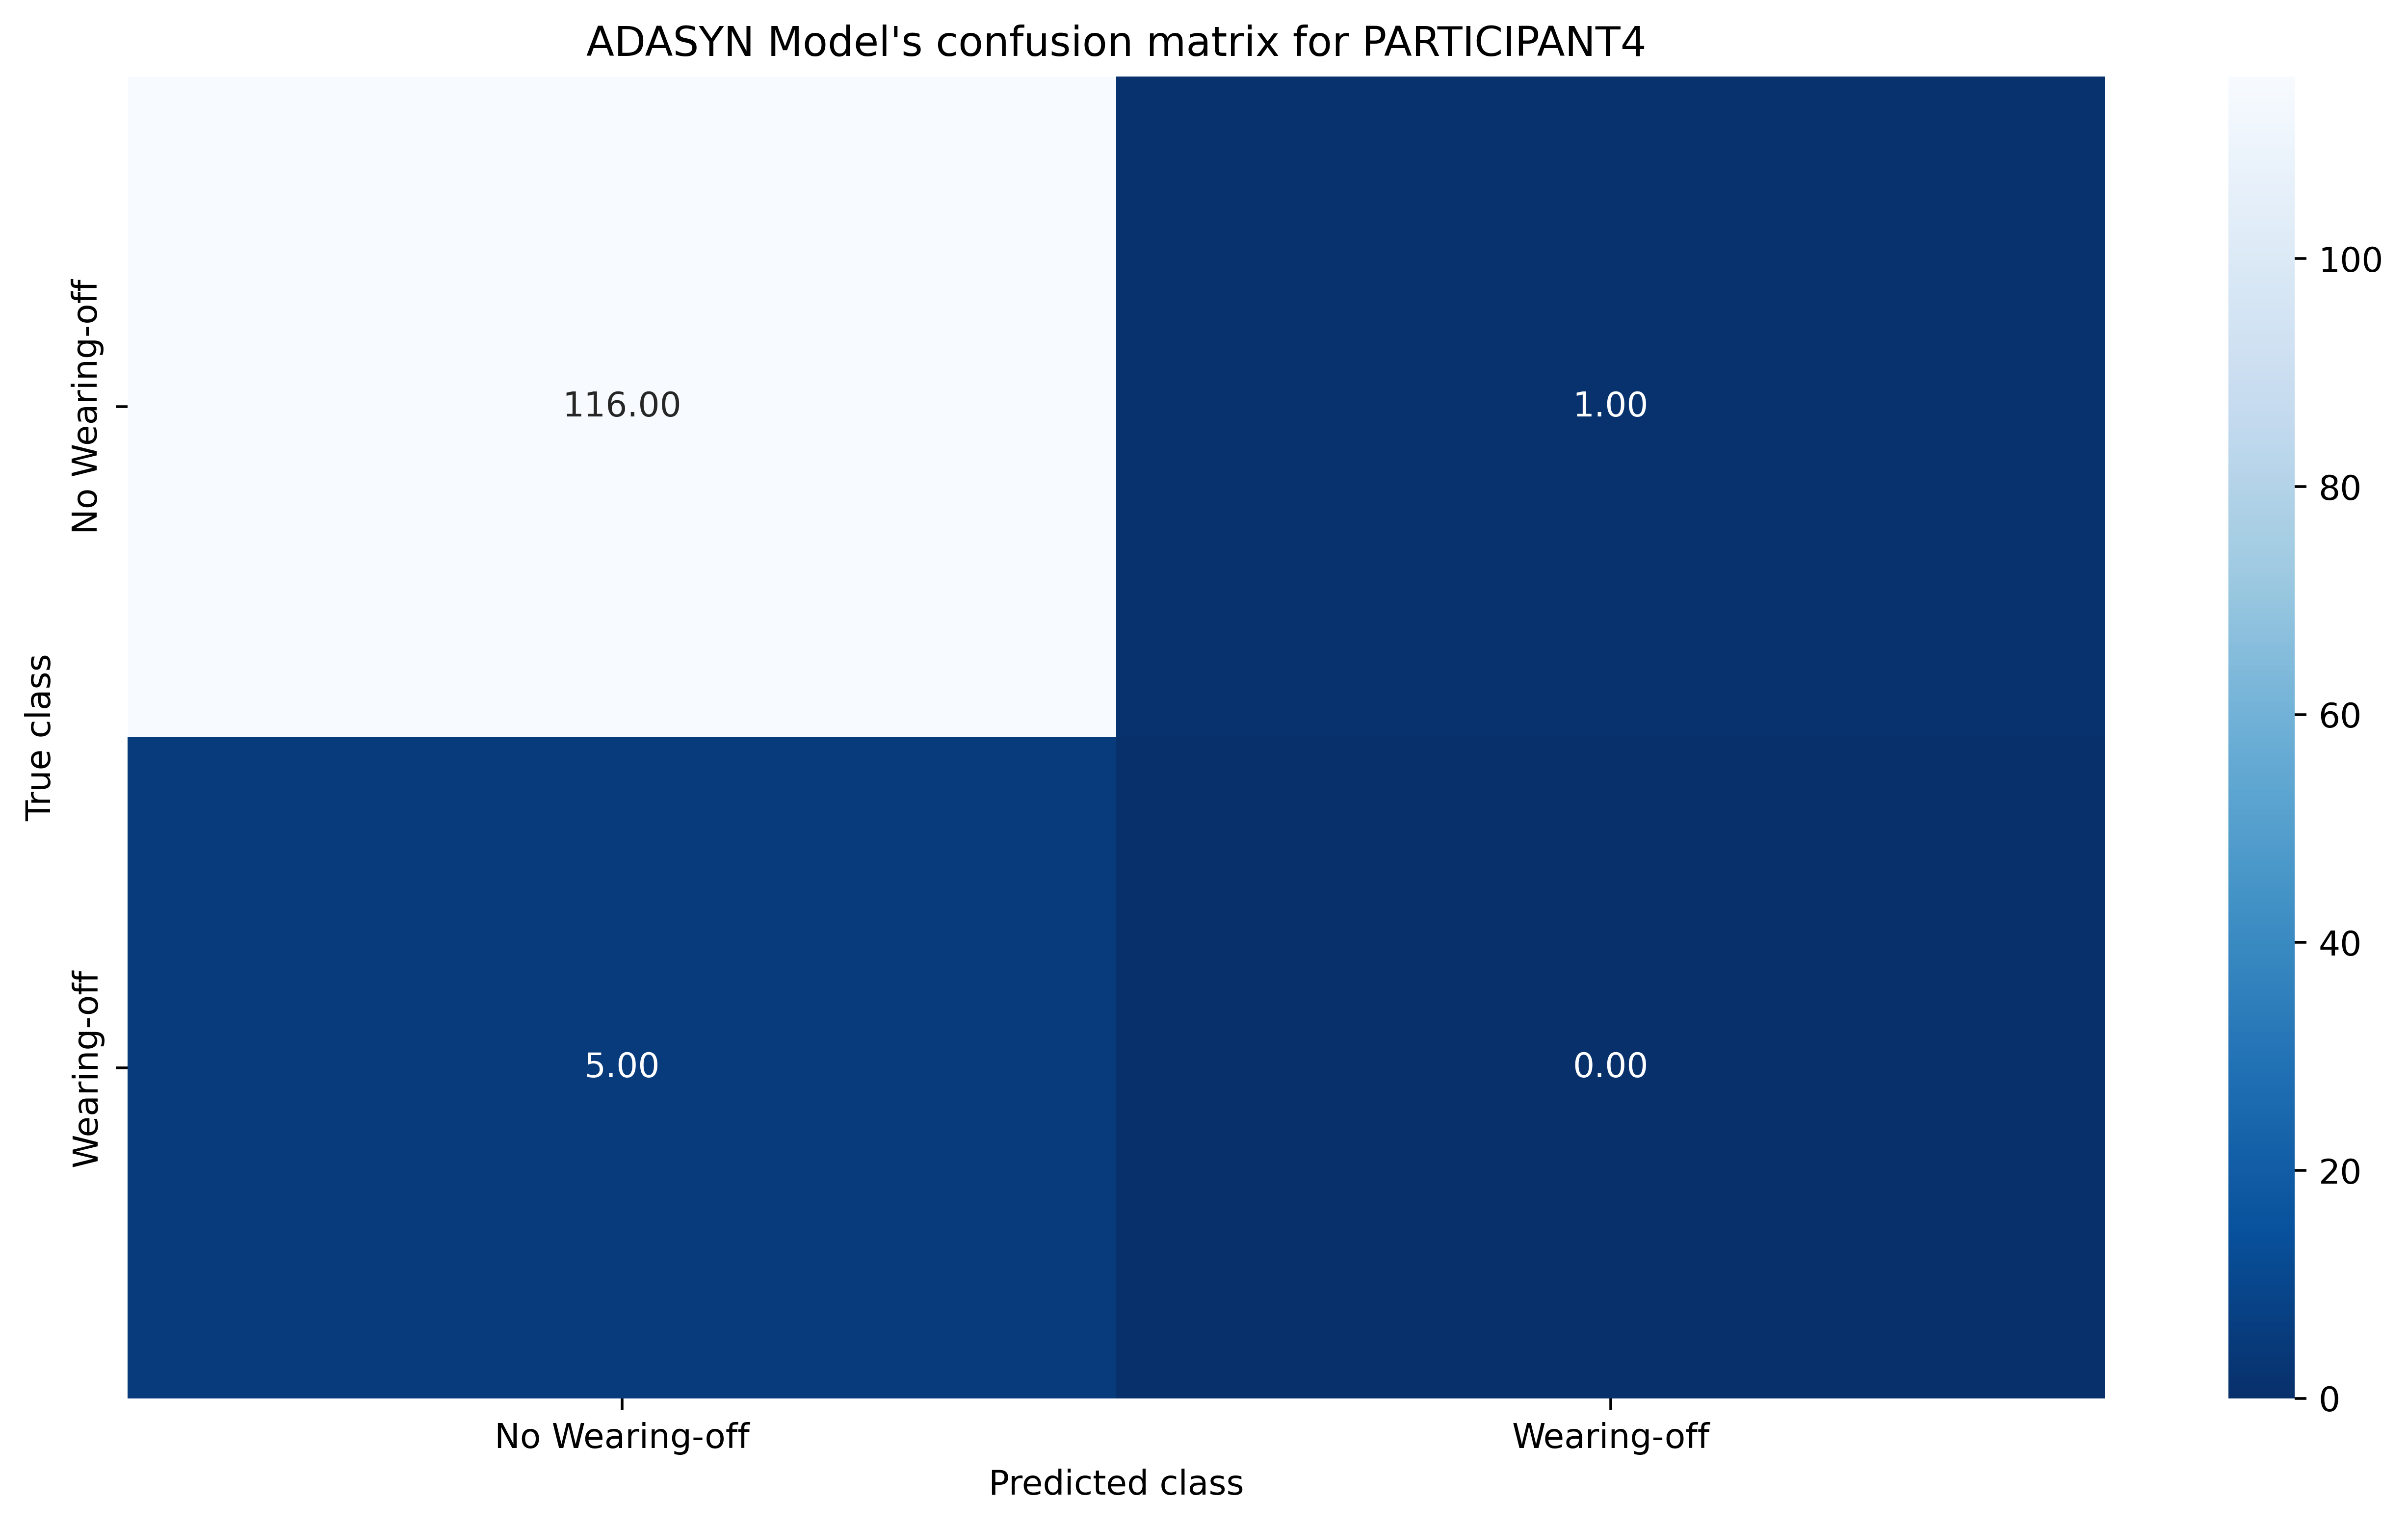 ADASYN Model's confusion matrix for PARTICIPANT4
True class
No Wearing-off
Wearing-off
116.00
1.00
5.00
0.00
No Wearing-off
Wearing-off
Predicted class
100
80
60
40
20
0